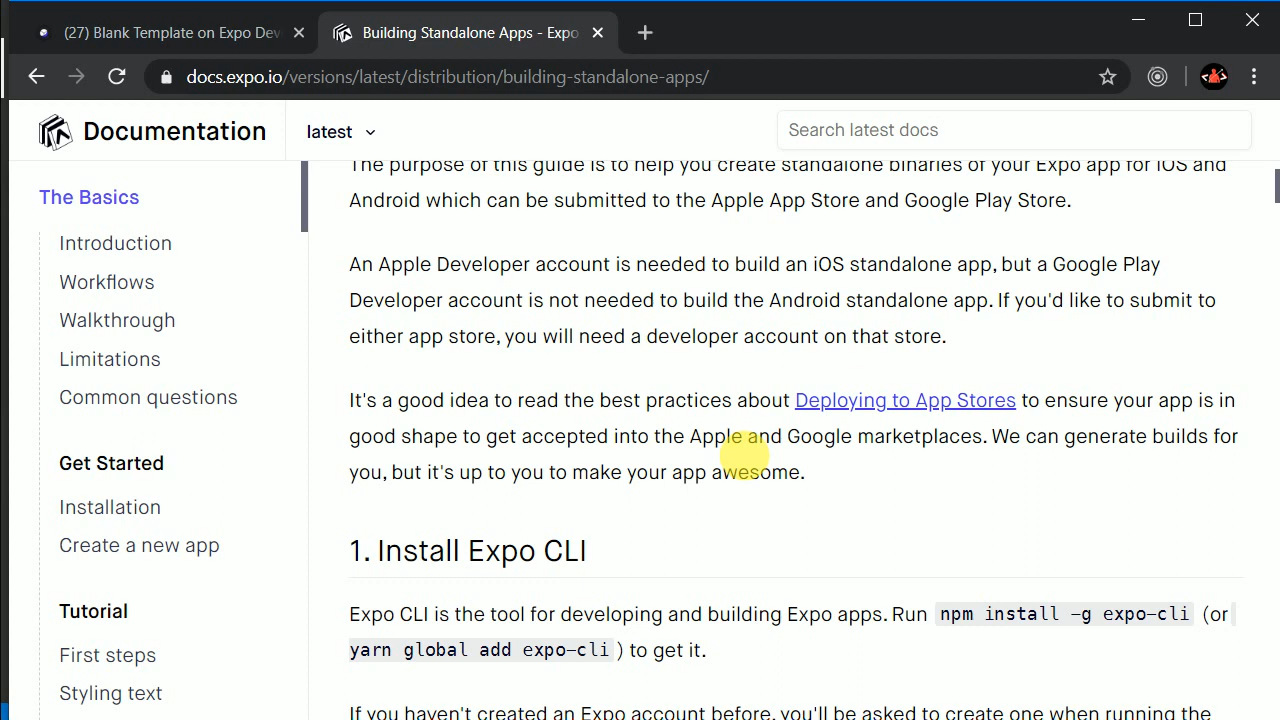 (27) Blank Template on Expo Dev
Building Standalone Apps - Expo
docs.expo.io/versions/latest/distribution/building-standalone-apps/
Documentation
latest
Search latest docs
The Basics
Introduction
Workflows
Walkthrough
Limitations
Common questions
Get Started
Installation
Create a new app
Tutorial
First steps
Styling text
The purpose of this guide is to help you create standalone binaries of your Expo app for iOS and
Android which can be submitted to the Apple App Store and Google Play Store.
An Apple Developer account is needed to build an iOS standalone app, but a Google Play
Developer account is not needed to build the Android standalone app. If you'd like to submit to
either app store, you will need a developer account on that store.
It's a good idea to read the best practices about Deploying to App Stores to ensure your app is in
good shape to get accepted into the Apple and Google marketplaces. We can generate builds for
you, but it's up to you to make your app awesome.
1. Install Expo CLI
Expo CLI is the tool for developing and building Expo apps. Run npm install -g expo-cli (or
yarn global add expo-cli ) to get it.
If you haven't created an Expo account before, you'll be asked to create one when running the